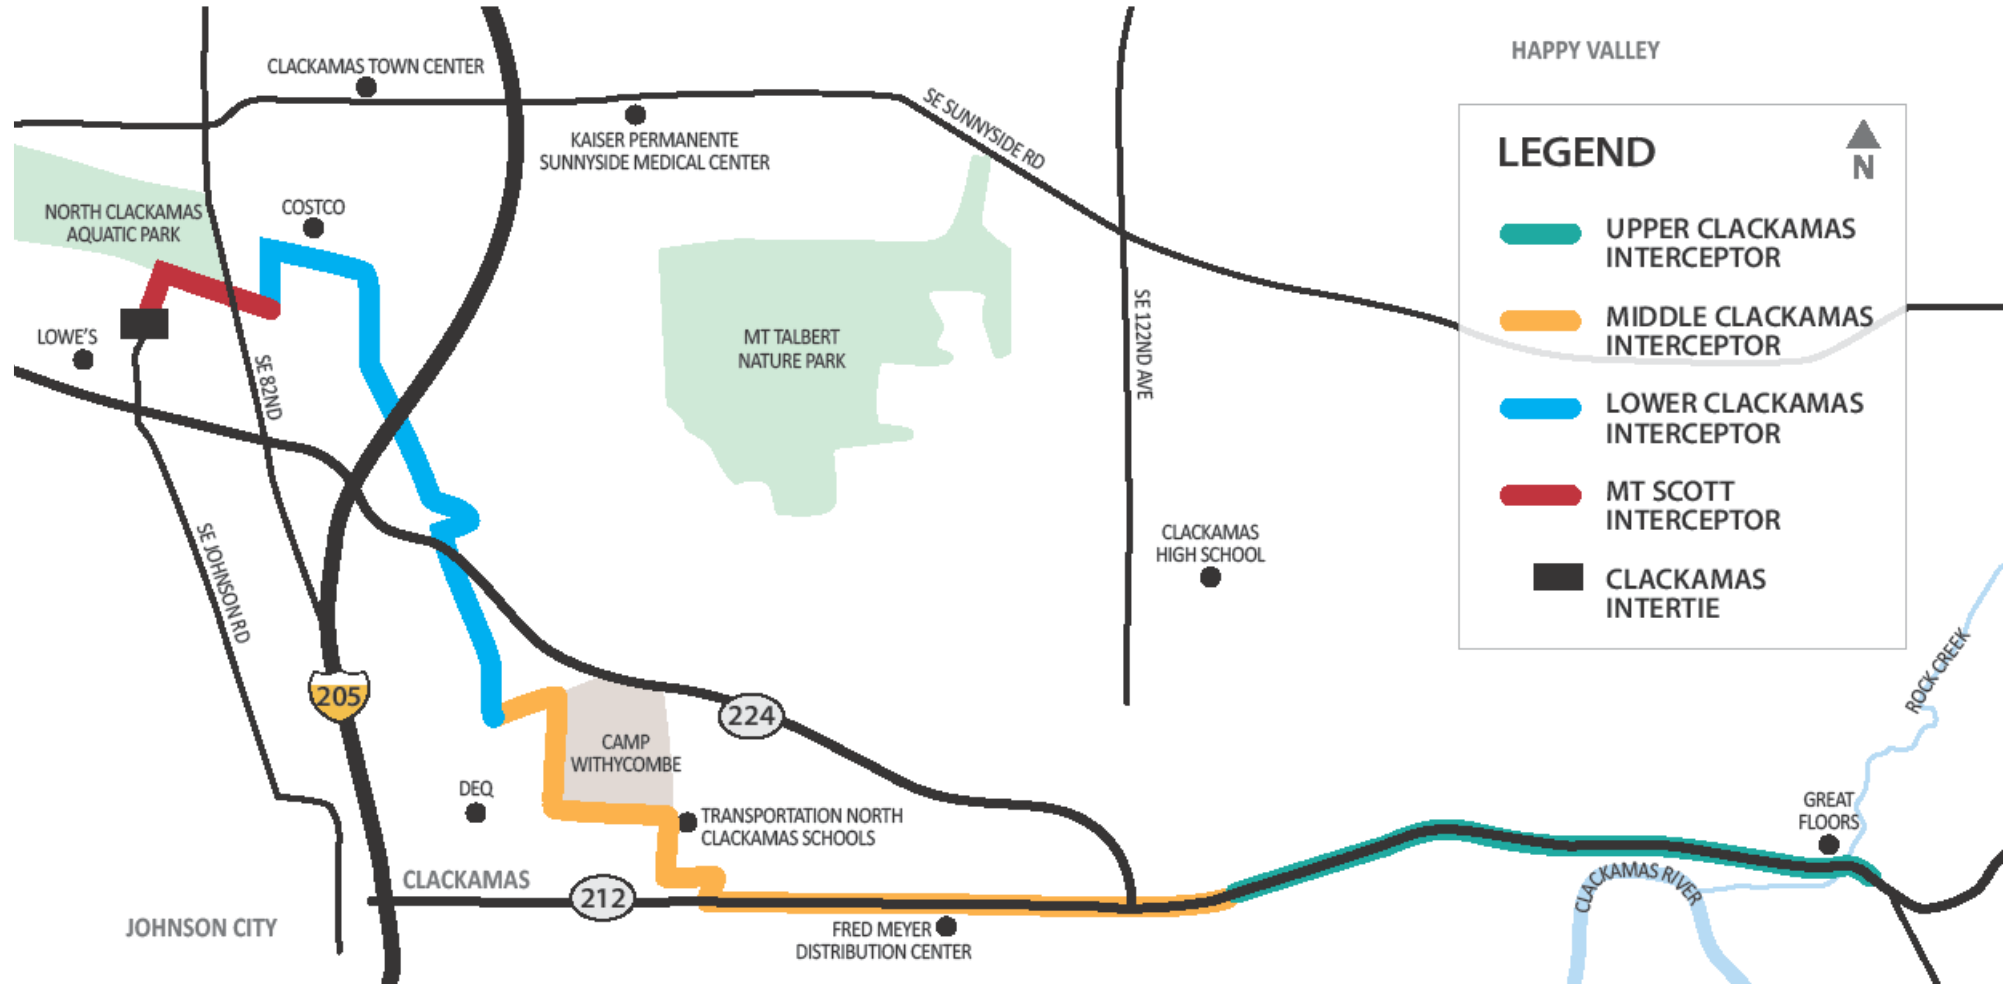 HAPPY VALLEY
CLACKAMAS TOWN CENTER
SE SUNNYSIDE RD
KAISER PERMANENTE
SUNNYSIDE MEDICAL CENTER
NORTH CLACKAMAS
AQUATIC PARK
COSTCO
LOWE'S
SE 82ND
MT TALBERT
NATURE PARK
SE 122ND AVE
SE JOHNSON RD
CLACKAMAS
HIGH SCHOOL
205
224
CAMP
WITHYCOMBE
DEQ
TRANSPORTATION NORTH
CLACKAMAS SCHOOLS
CLACKAMAS
212
JOHNSON CITY
FRED MEYER
DISTRIBUTION CENTER
GREAT
FLOORS
CLACKAMAS RIVER
ROCK CREEK
LEGEND
N
UPPER CLACKAMAS
INTERCEPTOR
MIDDLE CLACKAMAS
INTERCEPTOR
LOWER CLACKAMAS
INTERCEPTOR
MT SCOTT
INTERCEPTOR
CLACKAMAS
INTERTIE